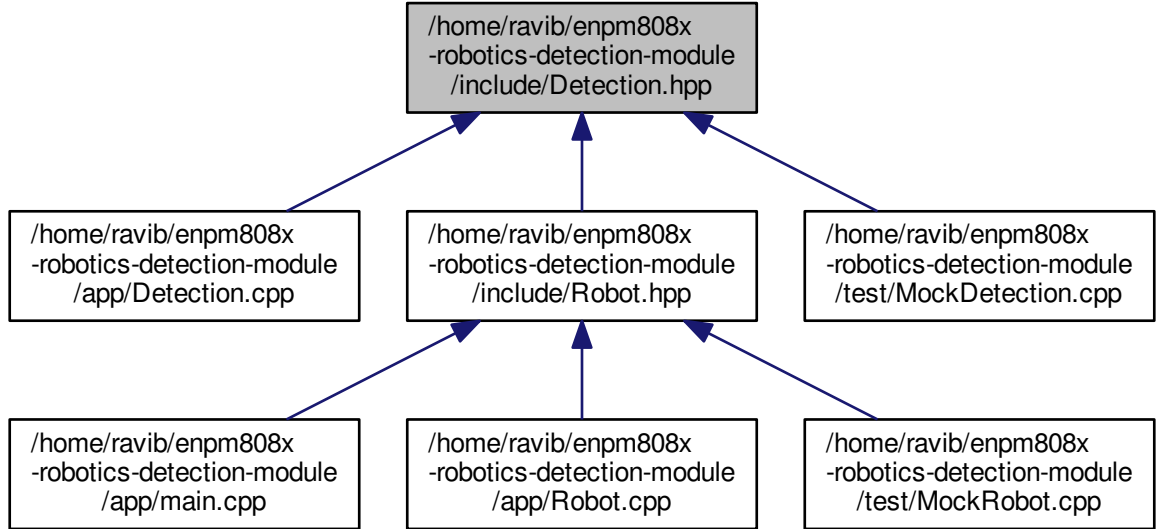 /home/ravib/enpm808x
-robotics-detection-module
/include/Detection.hpp
/home/ravib/enpm808x
-robotics-detection-module
/app/Detection.cpp
/home/ravib/enpm808x
-robotics-detection-module
/include/Robot.hpp
/home/ravib/enpm808x
-robotics-detection-module
/test/MockDetection.cpp
/home/ravib/enpm808x
-robotics-detection-module
/app/main.cpp
/home/ravib/enpm808x
-robotics-detection-module
/app/Robot.cpp
/home/ravib/enpm808x
-robotics-detection-module
/test/MockRobot.cpp